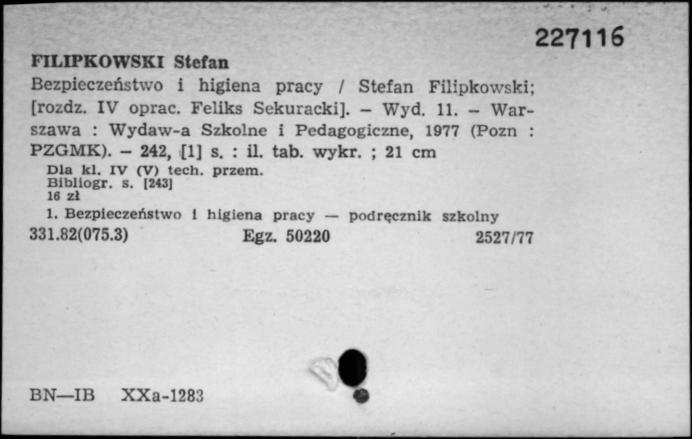 227116
FILIPKOWSKI Stefan
Bezpieczeństwo i higiena pracy / Stefan Filipkowski;
[rozdz. IV oprac. Feliks Sekuracki]. — Wyd. 11. — War-
szawa : Wydaw-a Szkolne i Pedagogiczne, 1977 (Pozn :
PZGMK). — 242, [1] s. : il. tab. wykr. ; 21 cm
Dla kl. IV (V) tech. przem.
Bibliogr. s. [243]
16 zł
1. Bezpieczeństwo i higiena pracy — podręcznik szkolny
331.82(075.3) Egz. 50220 2527/77
BN—IB XXa-1283